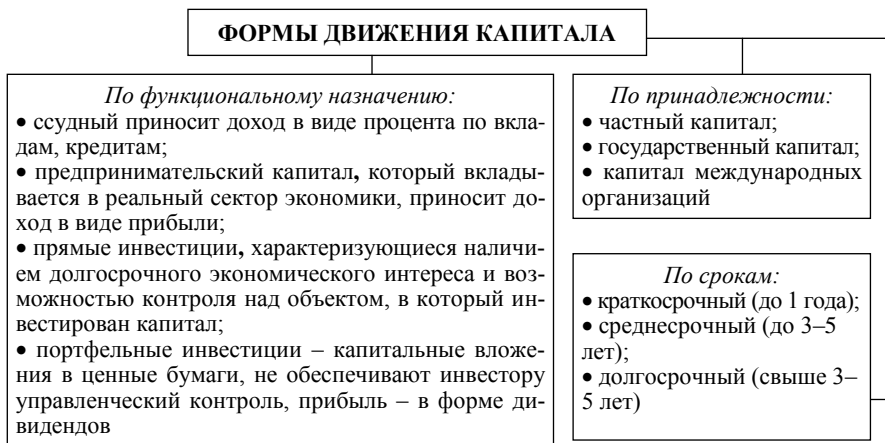 ФОРМЫ ДВИЖЕНИЯ КАПИТАЛА
По функциональному назначению:
• ссудный приносит доход в виде процента по вкла-
дам, кредитам;
• предпринимательский капитал, который вклады-
вается в реальный сектор экономики, приносит до-
ход в виде прибыли;
• прямые инвестиции, характеризующиеся наличи-
ем долгосрочного экономического интереса и воз-
можностью контроля над объектом, в который ин-
вестирован капитал;
• портфельные инвестиции – капитальные вложе-
ния в ценные бумаги, не обеспечивают инвестору
управленческий контроль, прибыль – в форме ди-
видендов
По принадлежности:
• частный капитал;
• государственный капитал;
• капитал международных
организаций
По срокам:
• краткосрочный (до 1 года);
• среднесрочный (до 3–5
лет);
• долгосрочный (свыше 3–
5 лет)